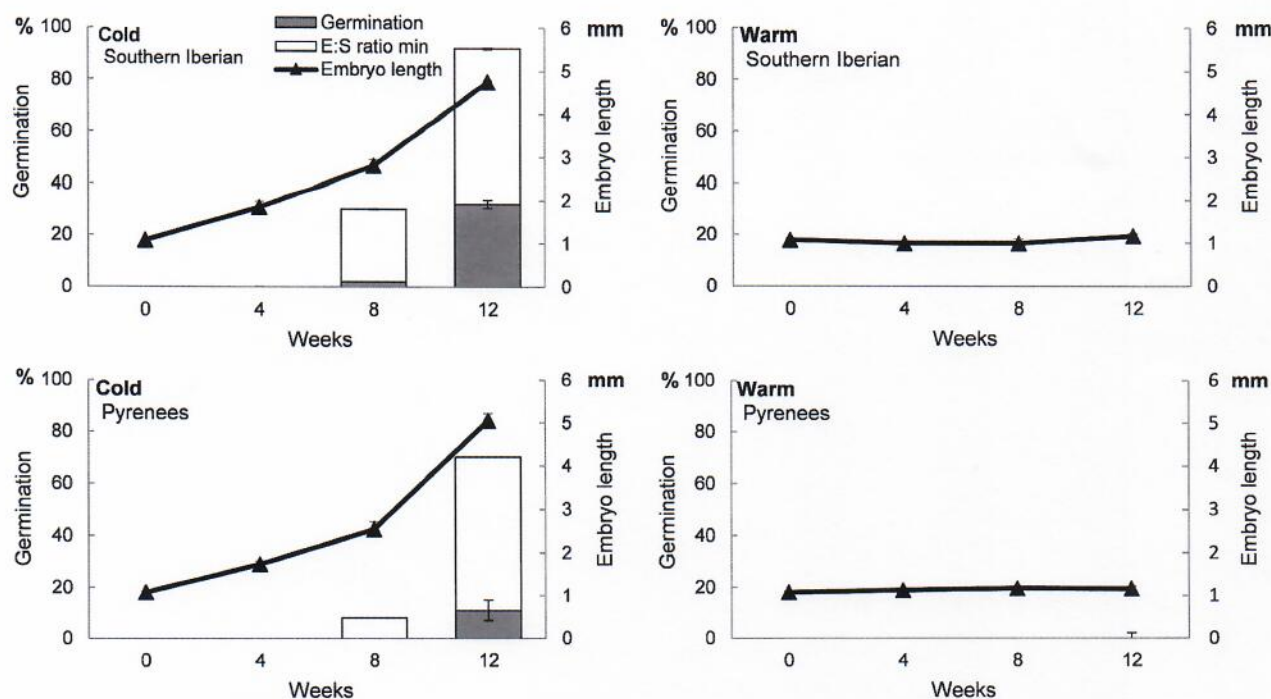 % 100
80
60
40
20
0
Germination
Cold
Southern Iberian
Germination
E:S ratio min
Embryo length
6 mm
5
4
3
2
1
0
Embryo length
0 4 8 12
Weeks
% 100
80
60
40
20
0
Germination
Warm
Southern Iberian
6 mm
5
4
3
2
1
0
Embryo length
0 4 8 12
Weeks
% 100
80
60
40
20
0
Germination
Cold
Pyrenees
6 mm
5
4
3
2
1
0
Embryo length
0 4 8 12
Weeks
% 100
80
60
40
20
0
Germination
Warm
Pyrenees
6 mm
5
4
3
2
1
0
Embryo length
0 4 8 12
Weeks